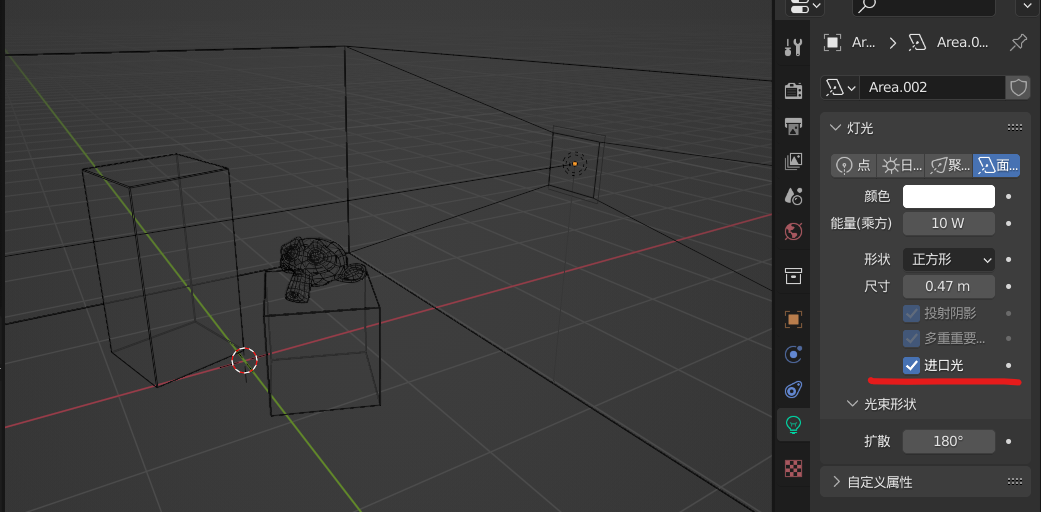 Ar... Area.0...
Area.002
灯光
点 日... 聚... 面...
颜色
能量(乘方) 10 W
形状 正方形
尺寸 0.47 m
投射阴影
多重重要...
进口光
光束形状
扩散 180°
自定义属性